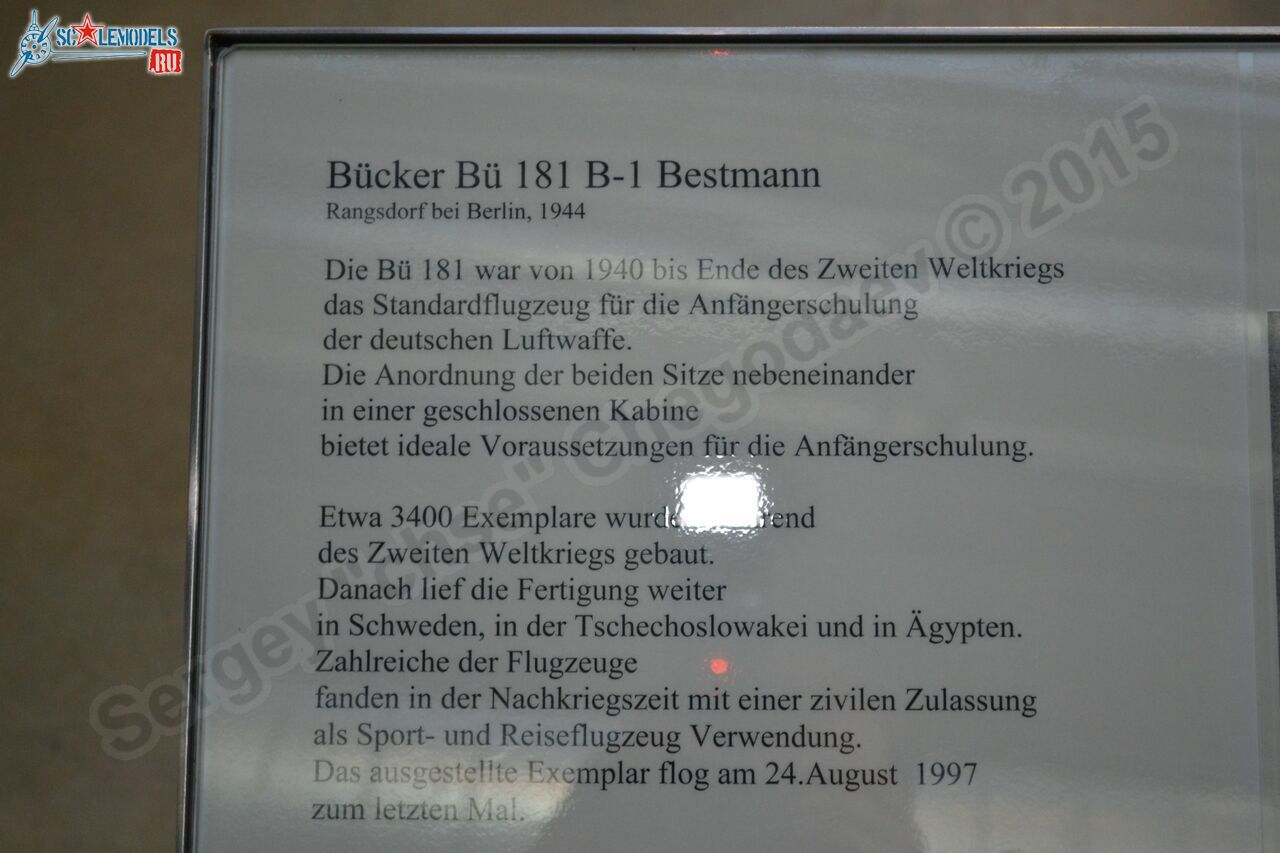 SCALEMODELS
RU
Bücker Bü 181 B-1 Bestmann
Rangsdorf bei Berlin, 1944
Die Bü 181 war von 1940 bis Ende des Zweiten Weltkriegs
das Standardflugzeug für die Anfängerschulung
der deutschen Luftwaffe.
Die Anordnung der beiden Sitze nebeneinander
in einer geschlossenen Kabine
bietet ideale Voraussetzungen für die Anfängerschulung.
Etwa 3400 Exemplare
des Zweiten Weltkriegs gebaut.
Danach lief die Fertigung weiter
in Schweden, in der Tschechoslowakei und in Ägypten.
Zahlreiche der Flugzeuge
fanden in der Nachkriegszeit mit einer zivilen Zulassung
als Sport- und Reiseflugzeug Verwendung.
Das ausgestellte Exemplar flog am 24.August 1997
zum letzten Mal.
Sergey "chse" Chegodaev © 2015